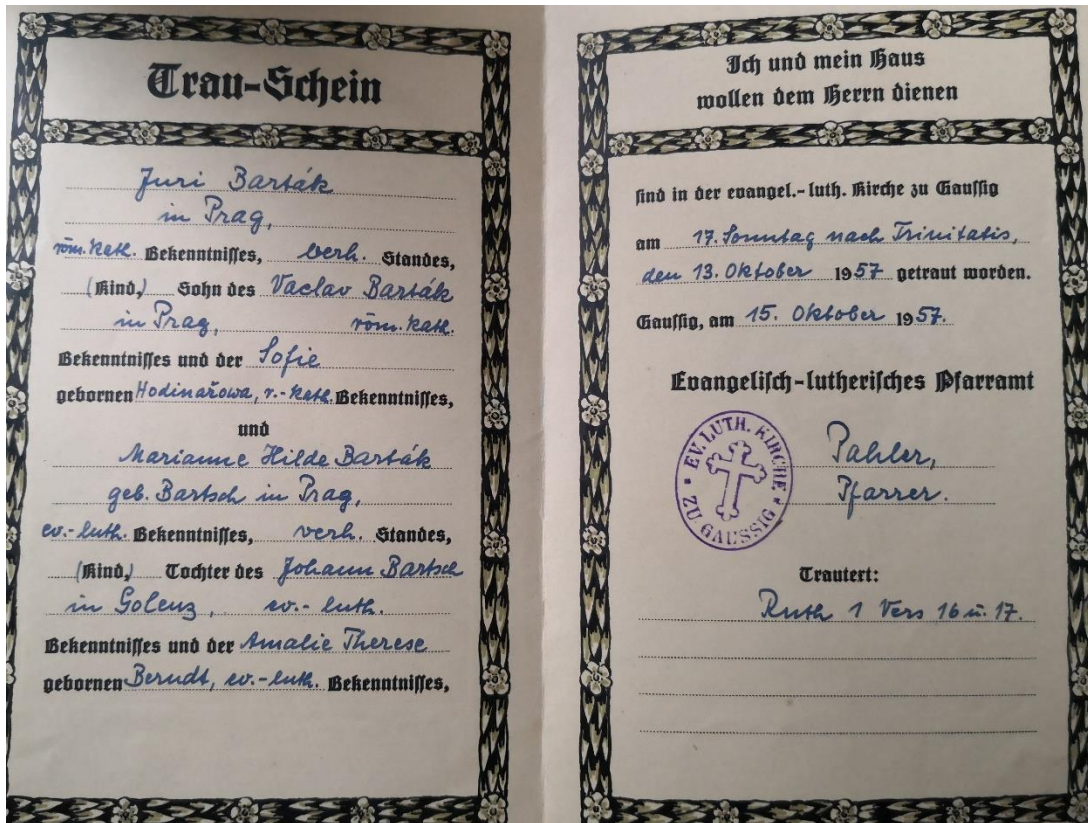 Trau-Schein
Juri Barták
in Prag,
röm. kath. Bekenntnisses, verh. Standes,
(Kind,) Sohn des Vaclav Barták
in Prag, röm. kath.
Bekenntnisses und der Sofie
gebornen Hodinařowa, r.-kath. Bekenntnisses,
und
Marianne Hilde Barták
geb. Bartsch in Prag,
ev.-luth. Bekenntnisses, verh. Standes,
(Kind,) Tochter des Johann Bartsch
in Golenz, ev.-luth.
Bekenntnisses und der Amalie Therese
gebornen Berndt, ev.-luth. Bekenntnisses,
Ich und mein Haus
wollen dem Herrn dienen
sind in der evangel.-luth. Kirche zu Gaussig
am 17. Sonntag nach Trinitatis,
den 13. Oktober 1957 getraut worden.
Gaussig, am 15. Oktober 1957.
Evangelisch-lutherisches Pfarramt
EV. LUTH. KIRCHE
ZU GAUSSIG
Pahler,
Pfarrer.
Trautext:
Ruth 1 Vers 16 u. 17.